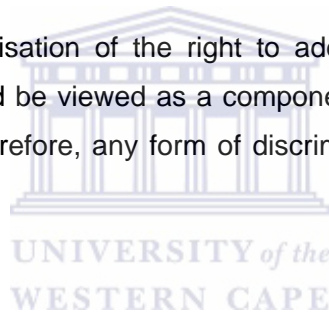 isation of the right to ade
d be viewed as a compone
refore, any form of discrin
UNIVERSITY of the
WESTERN CAPE